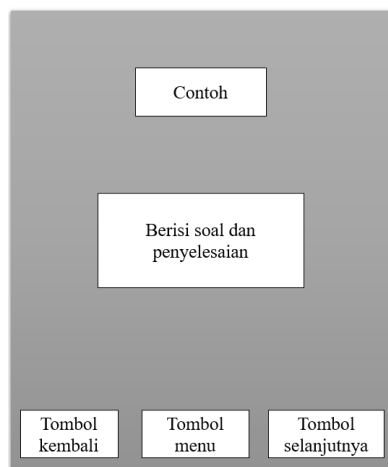 Contoh
Berisi soal dan
penyelesaian
Tombol
kembali
Tombol
menu
Tombol
selanjutnya